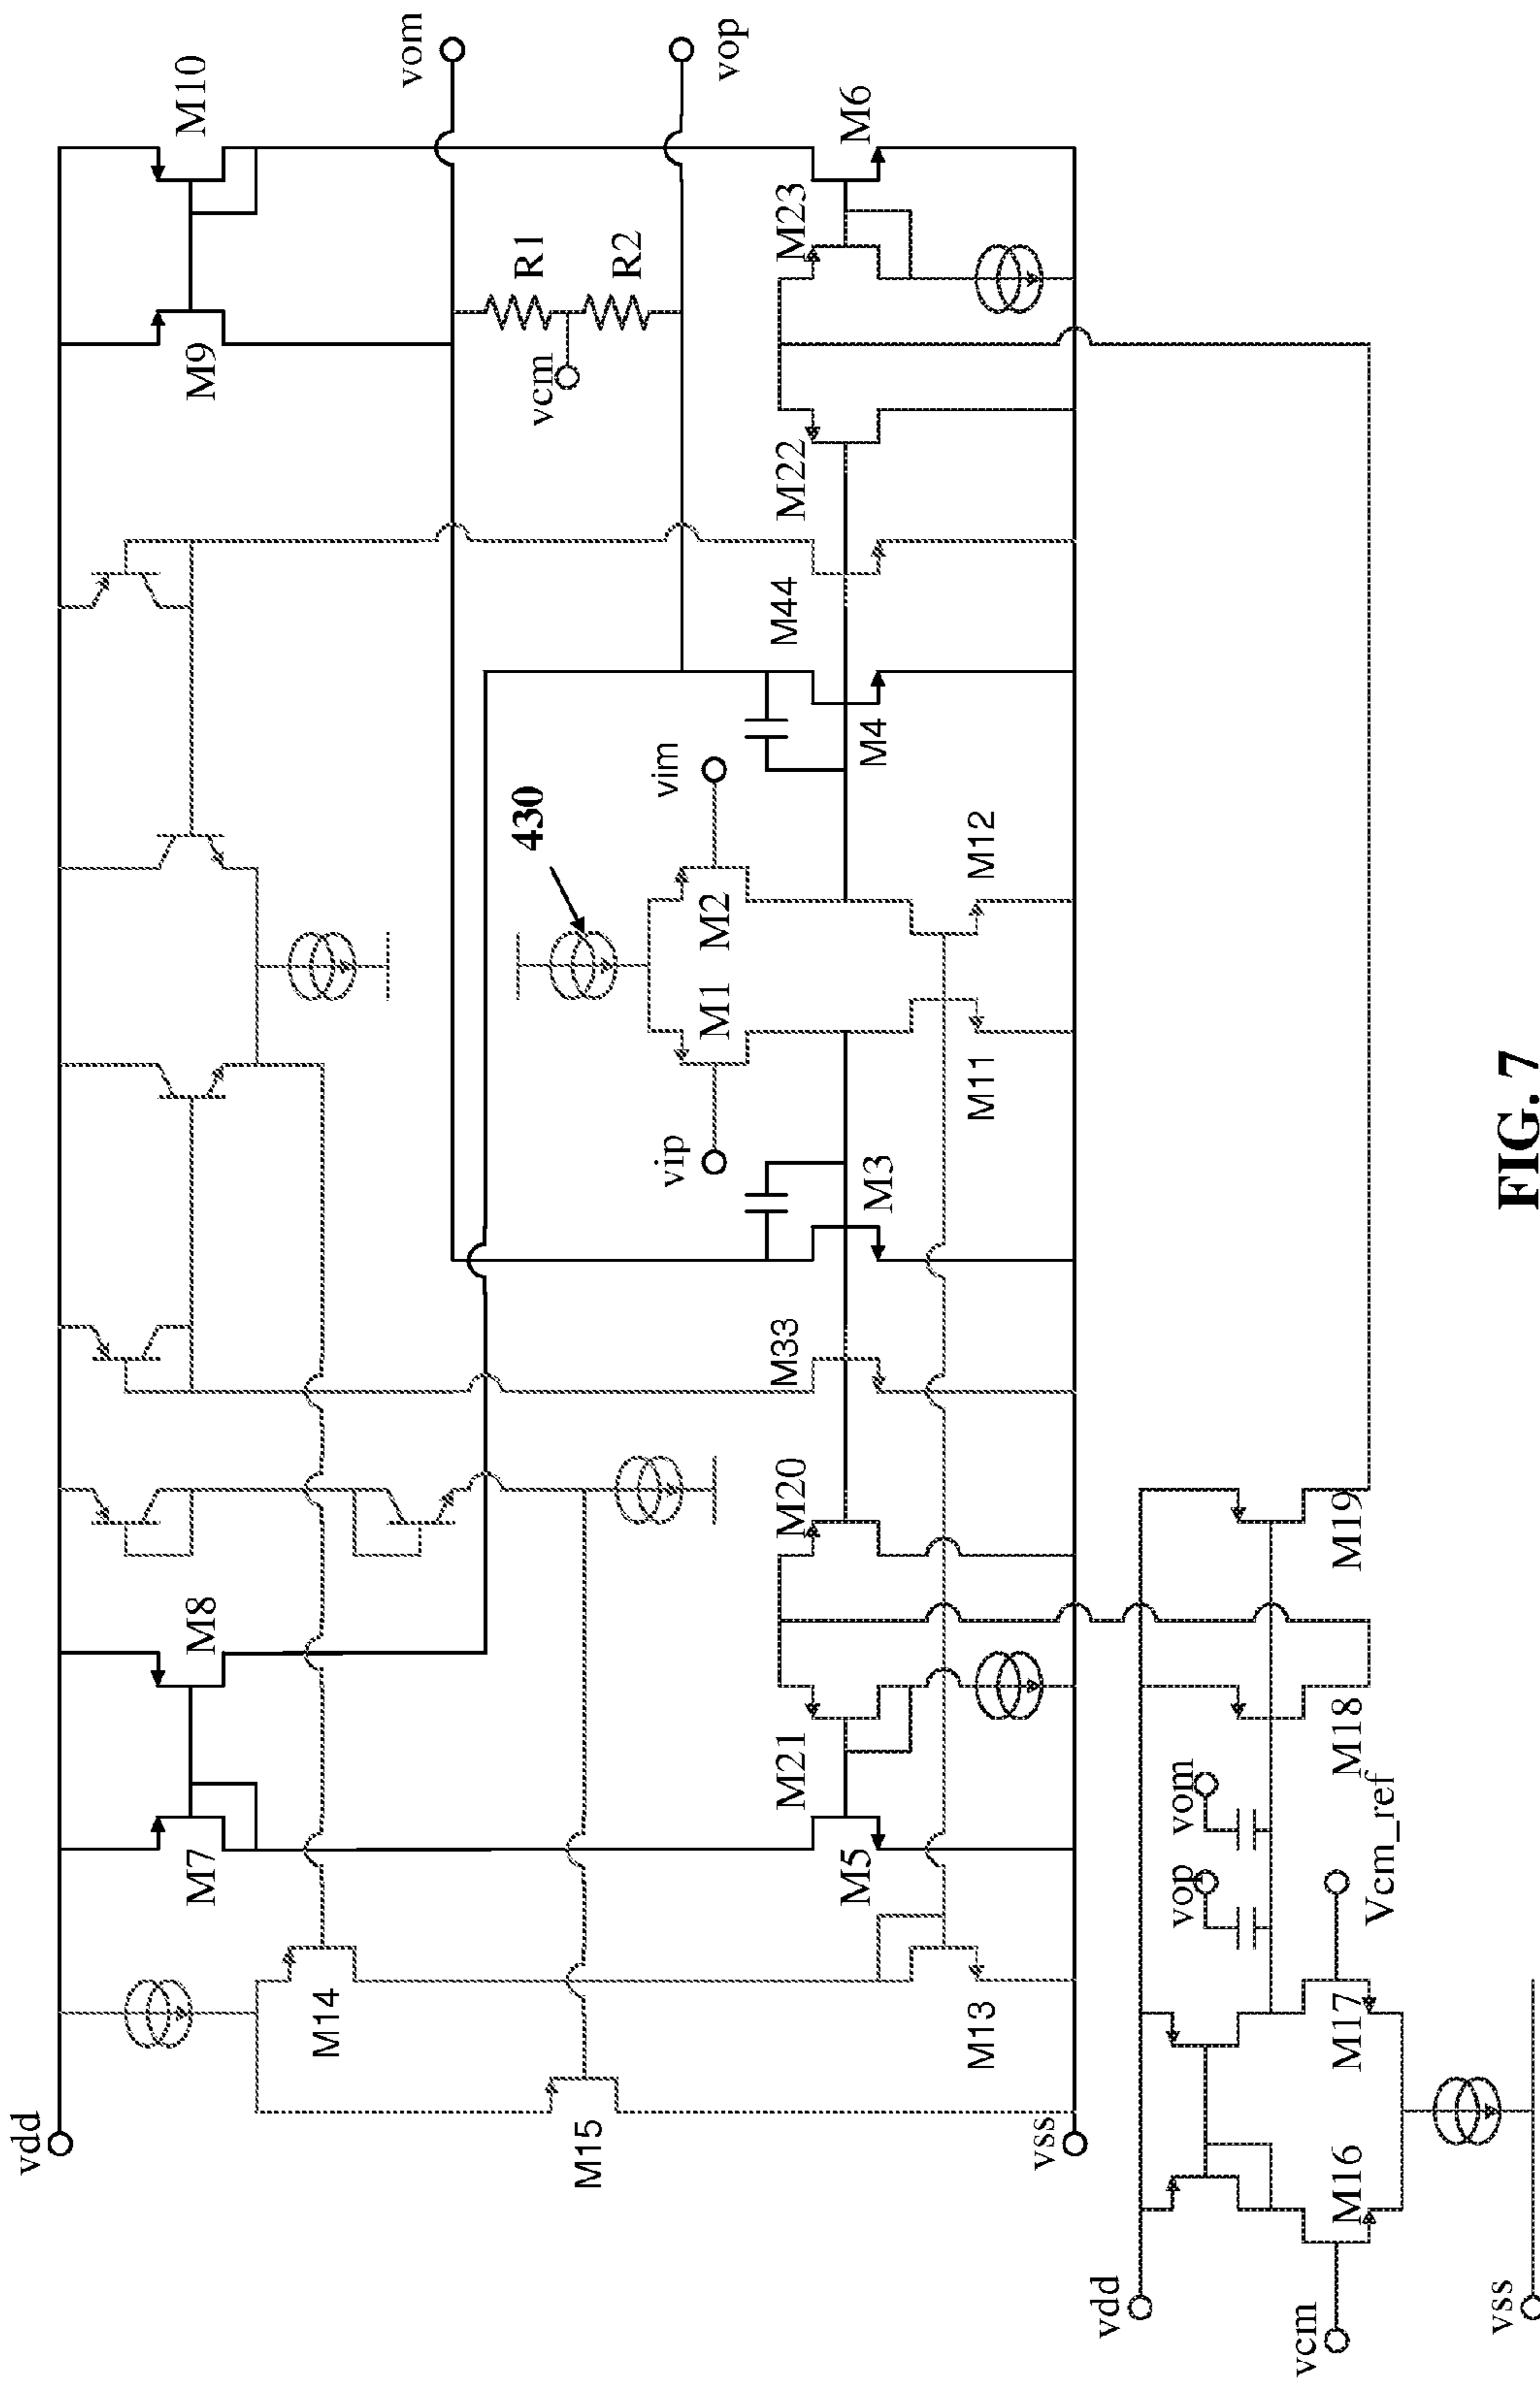 vdd
M7
M8
M9
M10
vom
vop
M14
M15
430
vcm
R1
R2
vip
M1
M2
vim
M5
M21
M20
M33
M3
M4
M44
M22
M23
M6
M13
M11
M12
vss
vdd
vop
vom
vcm
M16
M17
Vcm_ref
M18
M19
vss
FIG. 7